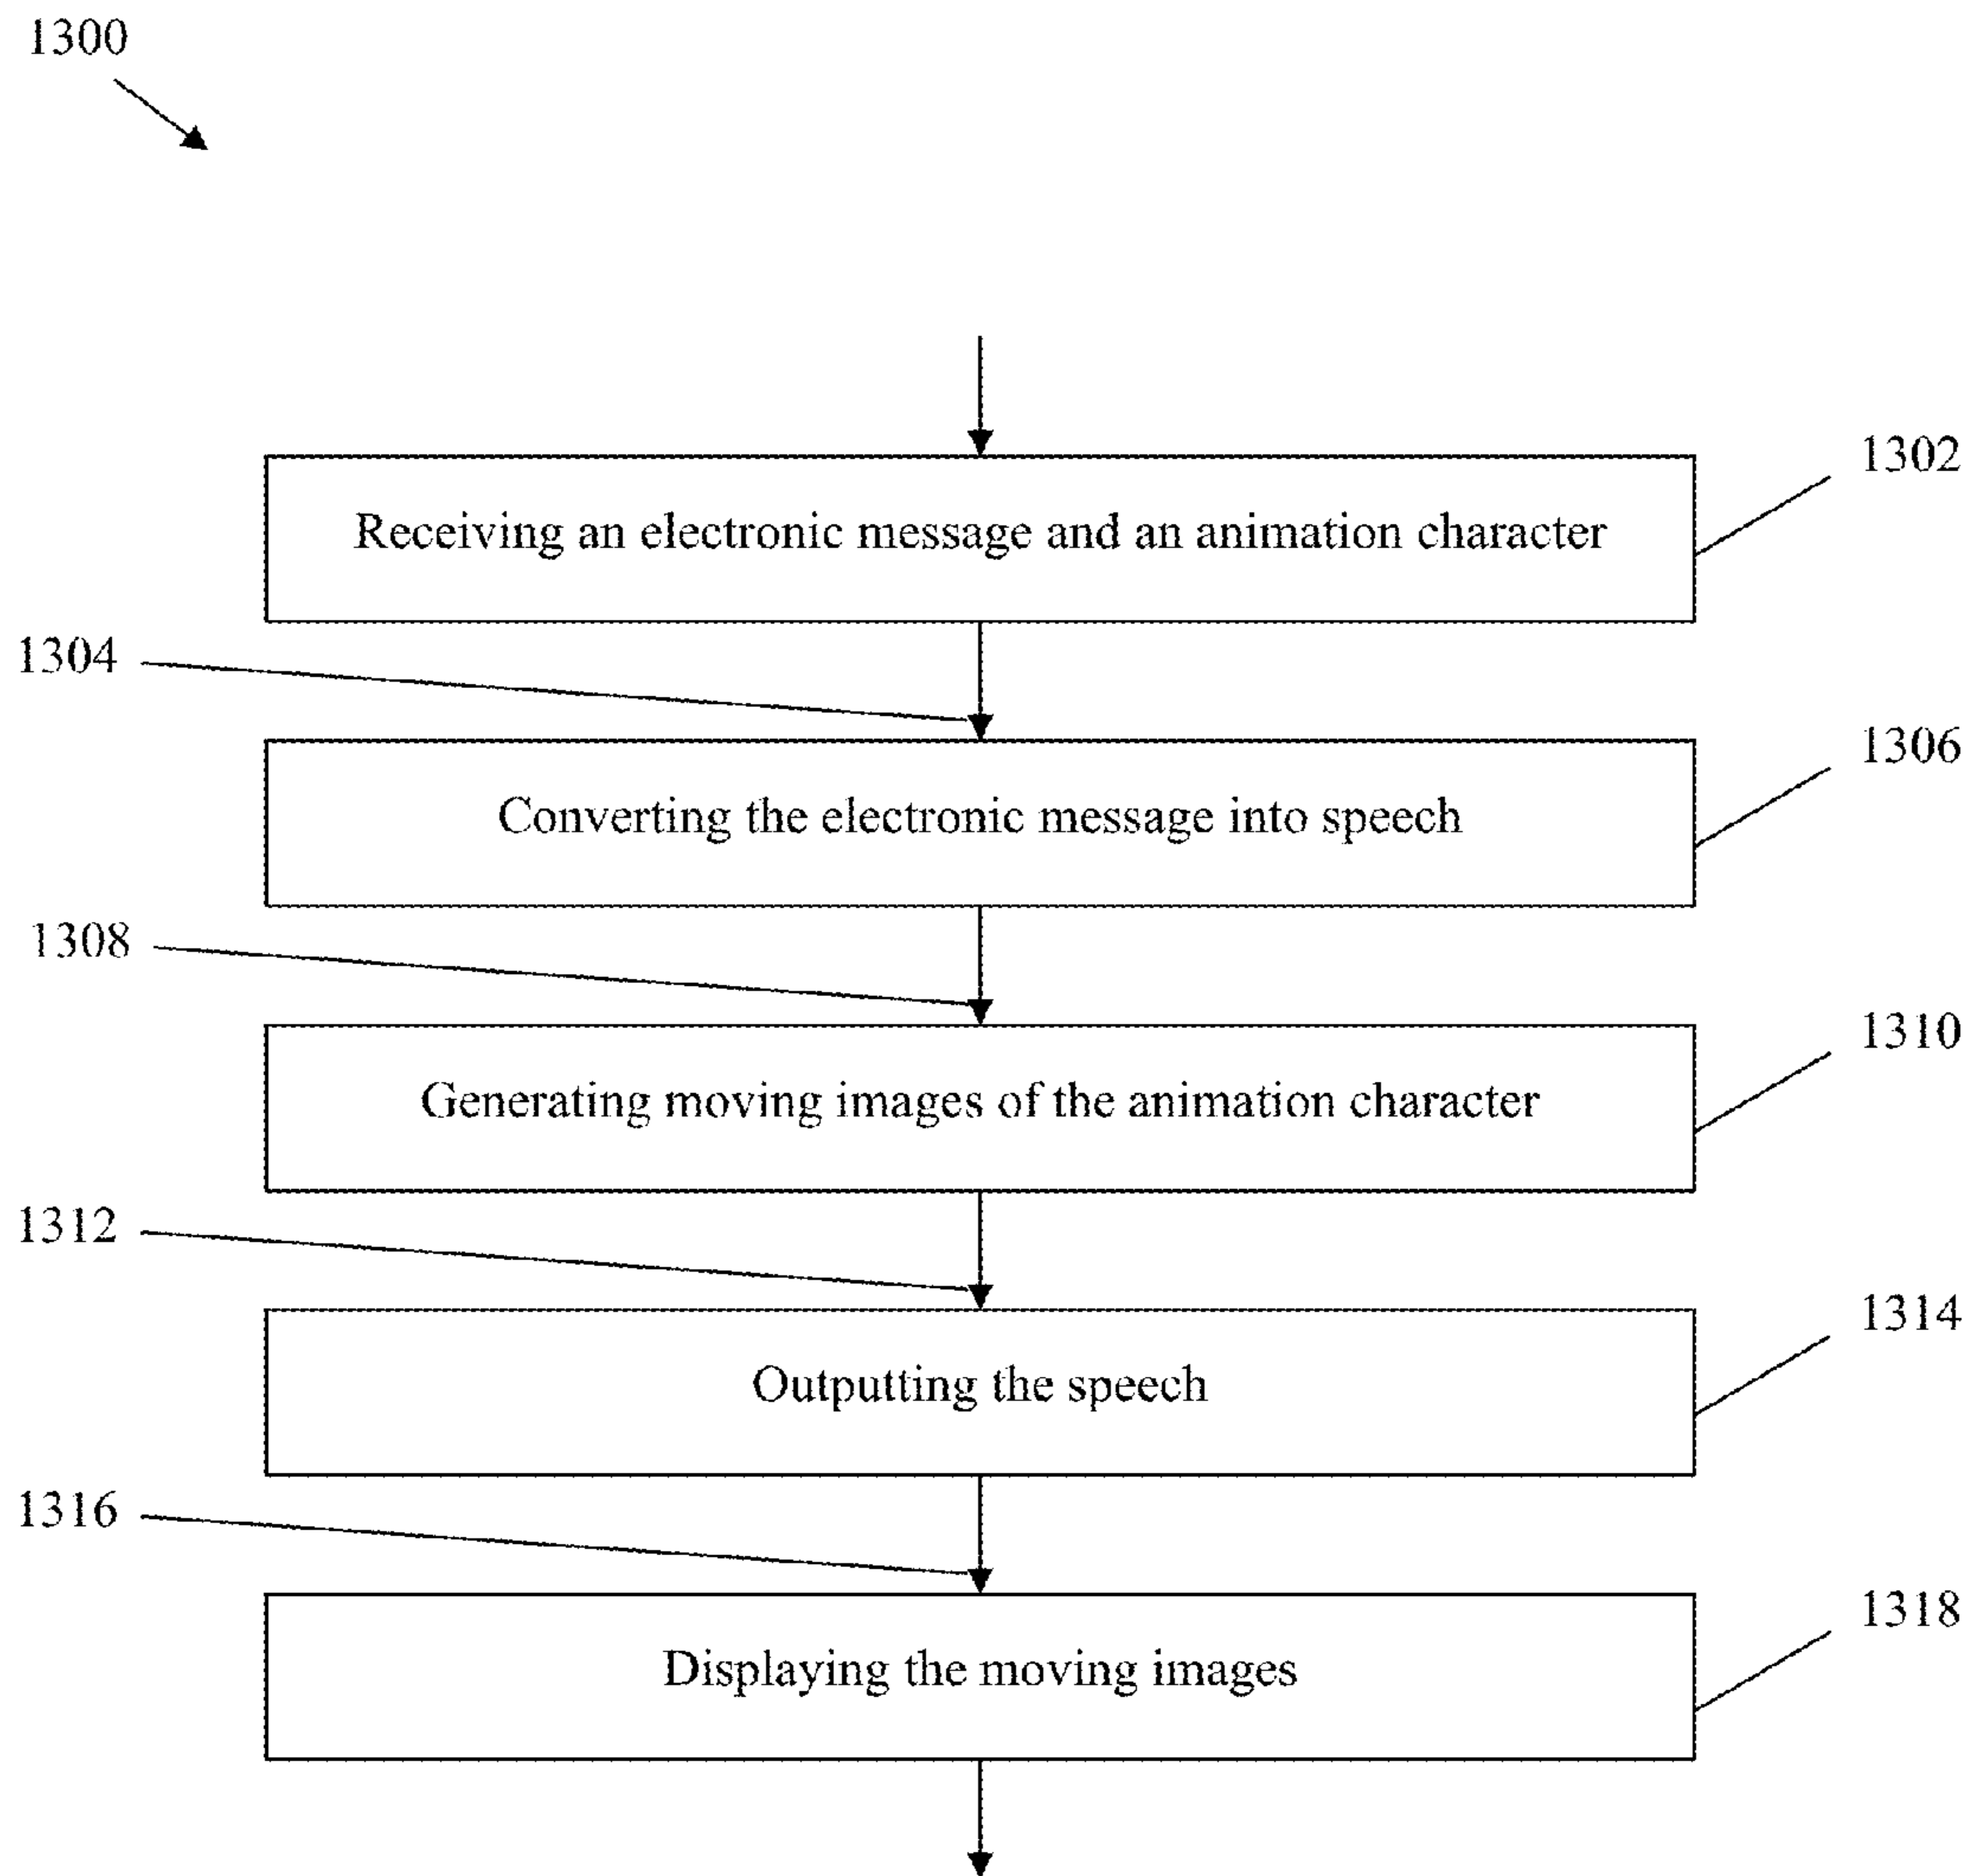 1300
Receiving an electronic message and an animation character
1302
1304
Converting the electronic message into speech
1306
1308
Generating moving images of the animation character
1310
1312
Outputting the speech
1314
1316
Displaying the moving images
1318